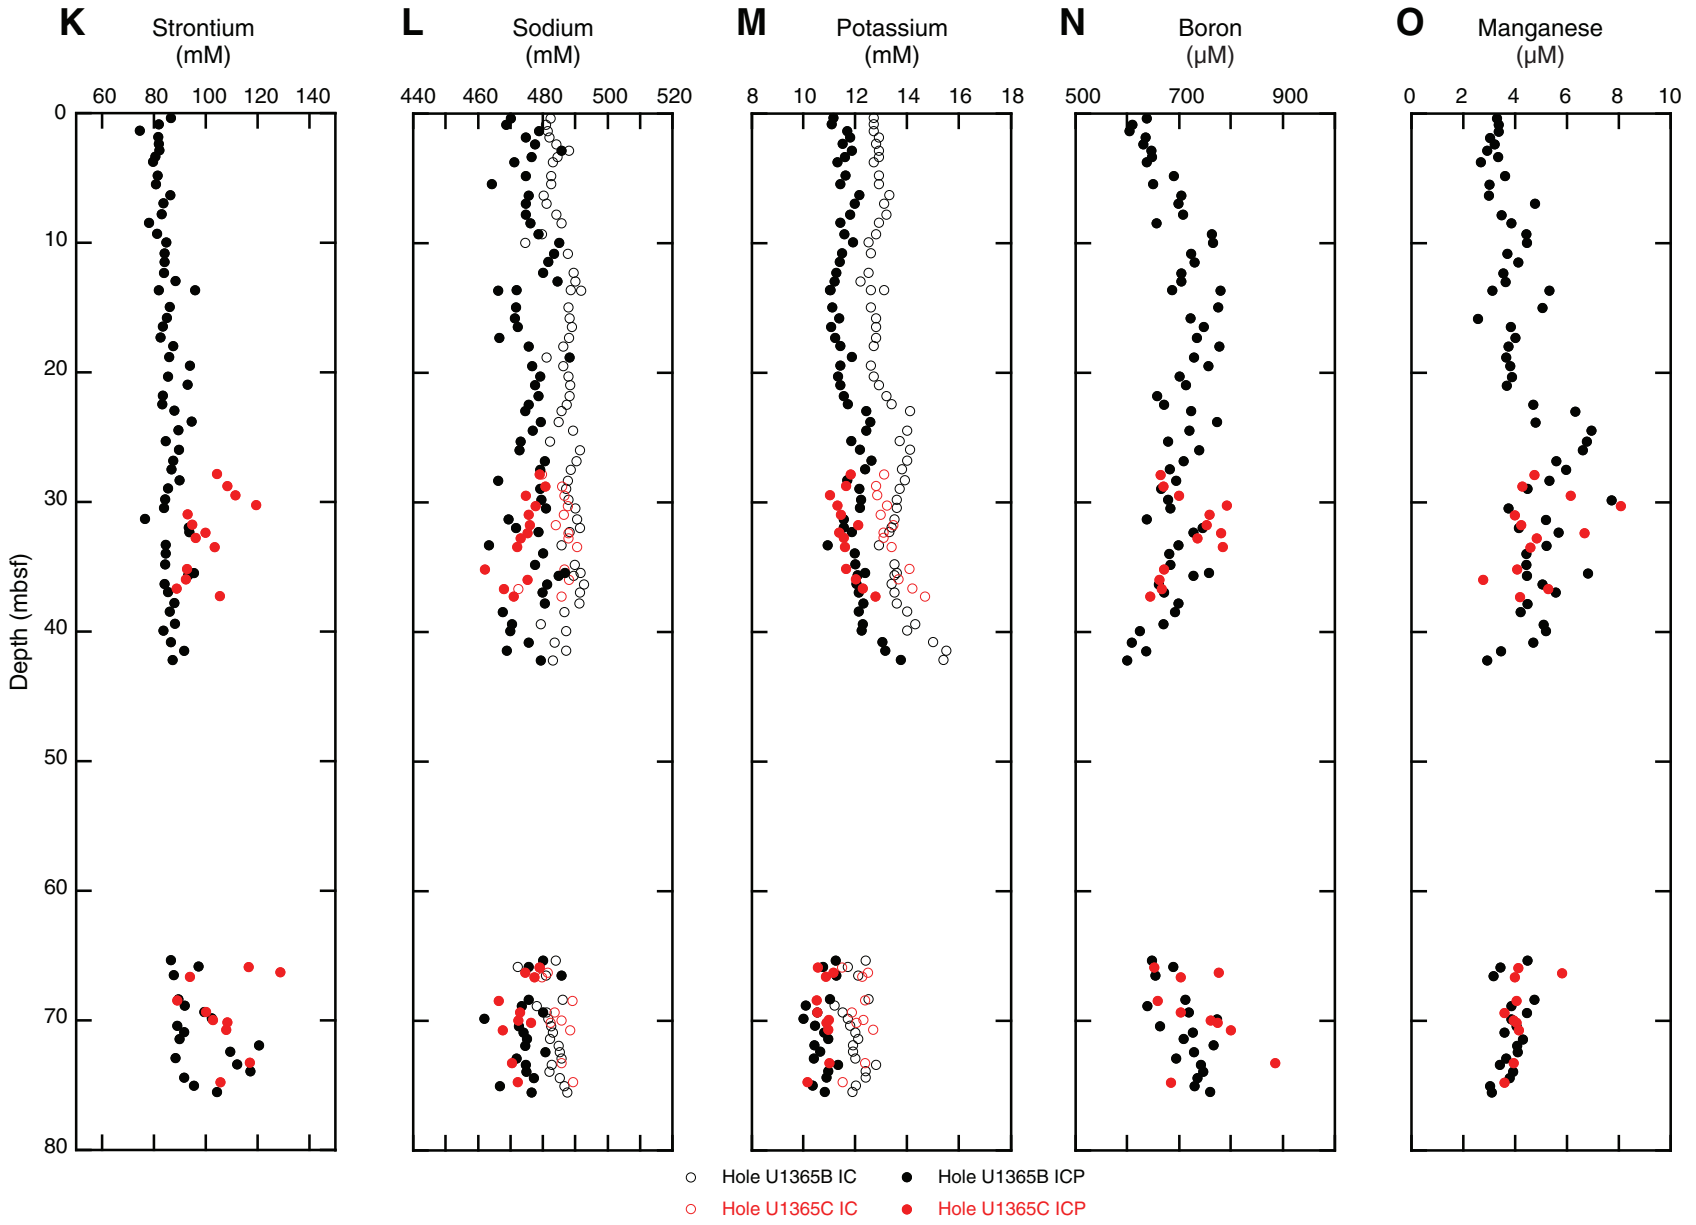 K Strontium (mM)
L Sodium (mM)
M Potassium (mM)
N Boron (µM)
O Manganese (µM)
60 80 100 120 140
440 460 480 500 520
8 10 12 14 16 18
500 700 900
0 2 4 6 8 10
0
10
20
30
40
50
60
70
80
Depth (mbsf)
Hole U1365B IC
Hole U1365B ICP
Hole U1365C IC
Hole U1365C ICP